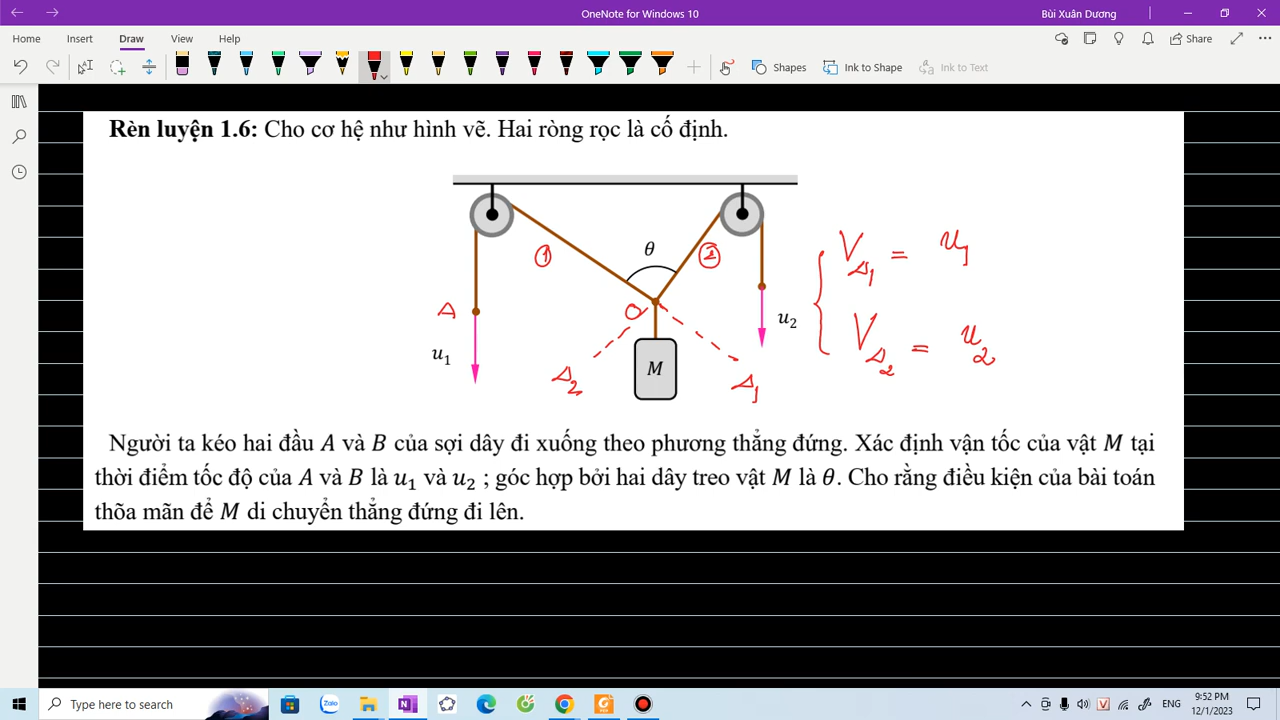 OneNote for Windows 10
Bùi Xuân Dương
Home Insert Draw View Help
Share
Shapes Ink to Shape Ink to Text
Rèn luyện 1.6: Cho cơ hệ như hình vẽ. Hai ròng rọc là cố định.
θ
① ②
A O
u₁ u₂
M
Δ₂ Δ₁
V_Δ₁ = u₁
V_Δ₂ = u₂
Người ta kéo hai đầu A và B của sợi dây đi xuống theo phương thẳng đứng. Xác định vận tốc của vật M tại
thời điểm tốc độ của A và B là u₁ và u₂ ; góc hợp bởi hai dây treo vật M là θ. Cho rằng điều kiện của bài toán
thõa mãn để M di chuyển thẳng đứng đi lên.
Type here to search
Zalo
V
ENG
9:52 PM
12/1/2023